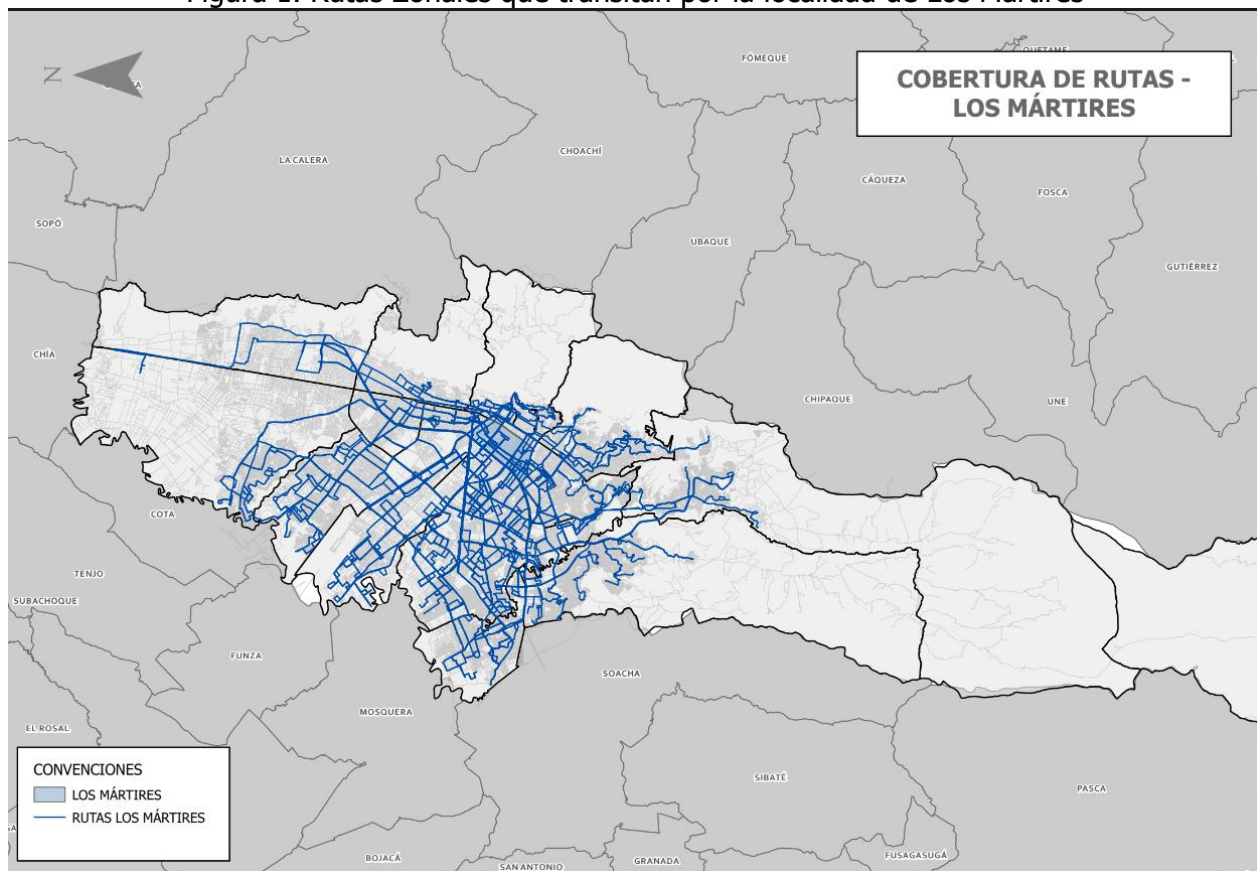 Figura 1. Rutas Zonales que transitan por la localidad de Los Mártires
N
COBERTURA DE RUTAS -
LOS MÁRTIRES
QUETAME
FÓMEQUE
LA CALERA
CHOACHÍ
CÁQUEZA
FOSCA
SOPÓ
UBAQUE
GUTIÉRREZ
CHÍA
CHIPAQUE
UNE
COTA
TENJO
SUBACHOQUE
FUNZA
SOACHA
MOSQUERA
EL ROSAL
SIBATÉ
PASCA
CONVENCIONES
LOS MÁRTIRES
RUTAS LOS MÁRTIRES
BOJACÁ
SAN ANTONIO
GRANADA
FUSAGASUGÁ